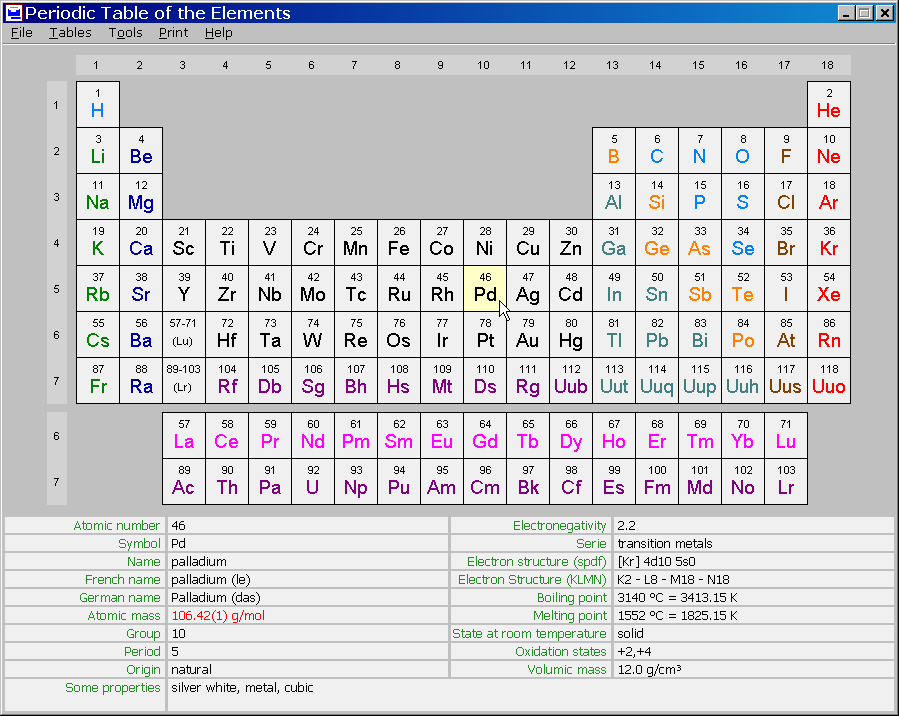 Periodic Table of the Elements
File Tables Tools Print Help
1 2 3 4 5 6 7 8 9 10 11 12 13 14 15 16 17 18
1 2
1 H He
3 4 5 6 7 8 9 10
2 Li Be B C N O F Ne
11 12 13 14 15 16 17 18
3 Na Mg Al Si P S Cl Ar
19 20 21 22 23 24 25 26 27 28 29 30 31 32 33 34 35 36
4 K Ca Sc Ti V Cr Mn Fe Co Ni Cu Zn Ga Ge As Se Br Kr
37 38 39 40 41 42 43 44 45 46 47 48 49 50 51 52 53 54
5 Rb Sr Y Zr Nb Mo Tc Ru Rh Pd Ag Cd In Sn Sb Te I Xe
55 56 57-71 72 73 74 75 76 77 78 79 80 81 82 83 84 85 86
6 Cs Ba (Lu) Hf Ta W Re Os Ir Pt Au Hg Tl Pb Bi Po At Rn
87 88 89-103 104 105 106 107 108 109 110 111 112 113 114 115 116 117 118
7 Fr Ra (Lr) Rf Db Sg Bh Hs Mt Ds Rg Uub Uut Uuq Uup Uuh Uus Uuo
57 58 59 60 61 62 63 64 65 66 67 68 69 70 71
6 La Ce Pr Nd Pm Sm Eu Gd Tb Dy Ho Er Tm Yb Lu
89 90 91 92 93 94 95 96 97 98 99 100 101 102 103
7 Ac Th Pa U Np Pu Am Cm Bk Cf Es Fm Md No Lr
Atomic number 46 Electronegativity 2.2
Symbol Pd Serie transition metals
Name palladium Electron structure (spdf) [Kr] 4d10 5s0
French name palladium (le) Electron Structure (KLMN) K2 - L8 - M18 - N18
German name Palladium (das) Boiling point 3140 ºC = 3413.15 K
Atomic mass 106.42(1) g/mol Melting point 1552 ºC = 1825.15 K
Group 10 State at room temperature solid
Period 5 Oxidation states +2,+4
Origin natural Volumic mass 12.0 g/cm³
Some properties silver white, metal, cubic